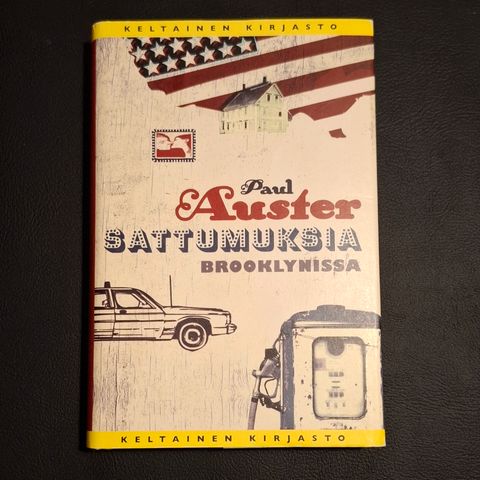 KELTAINEN KIRJASTO
Paul
Auster
SATTUMUKSIA
BROOKLYNISSA
KELTAINEN KIRJASTO